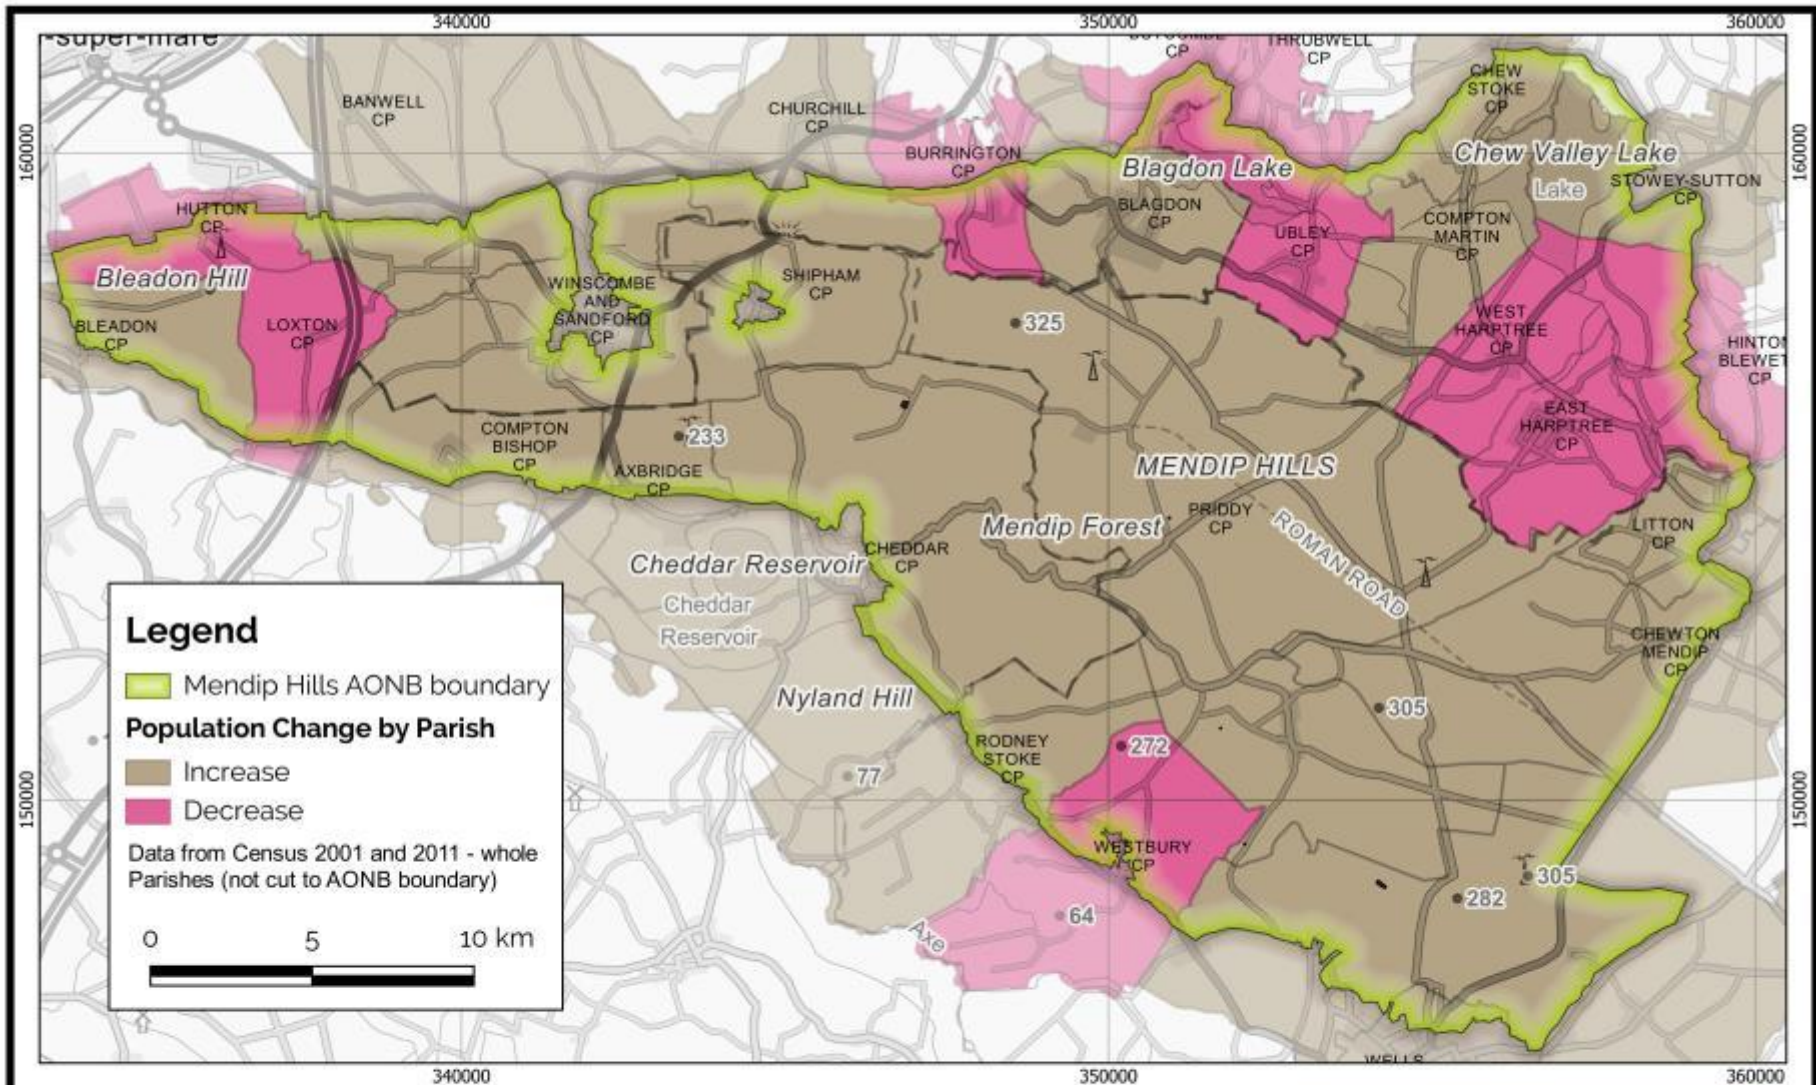 340000
350000
360000
-super-mare
CP
THRUBWELL
CP
CHEW
STOKE
CP
BANWELL
CP
CHURCHILL
CP
160000
160000
BURRINGTON
CP
Blagdon Lake
Chew Valley Lake
Lake
STOWEY-SUTTON
CP
HUTTON
CP
BLAGDON
CP
COMPTON
MARTIN
CP
UBLEY
CP
Bleadon Hill
WINSCOMBE
AND
SANDFORD
CP
SHIPHAM
CP
BLEADON
CP
LOXTON
CP
325
WEST
HARPTREE
CP
HINTON
BLEWET
CP
EAST
HARPTREE
CP
COMPTON
BISHOP
CP
233
AXBRIDGE
CP
MENDIP HILLS
PRIDDY
CP
Mendip Forest
ROMAN ROAD
LITTON
CP
CHEDDAR
CP
Cheddar Reservoir
Cheddar
Reservoir
CHEWTON
MENDIP
CP
Nyland Hill
305
RODNEY
STOKE
CP
272
77
150000
150000
WESTBURY
CP
305
282
64
Axe
WELLS
Legend
Mendip Hills AONB boundary
Population Change by Parish
Increase
Decrease
Data from Census 2001 and 2011 - whole
Parishes (not cut to AONB boundary)
0 5 10 km
340000
350000
360000